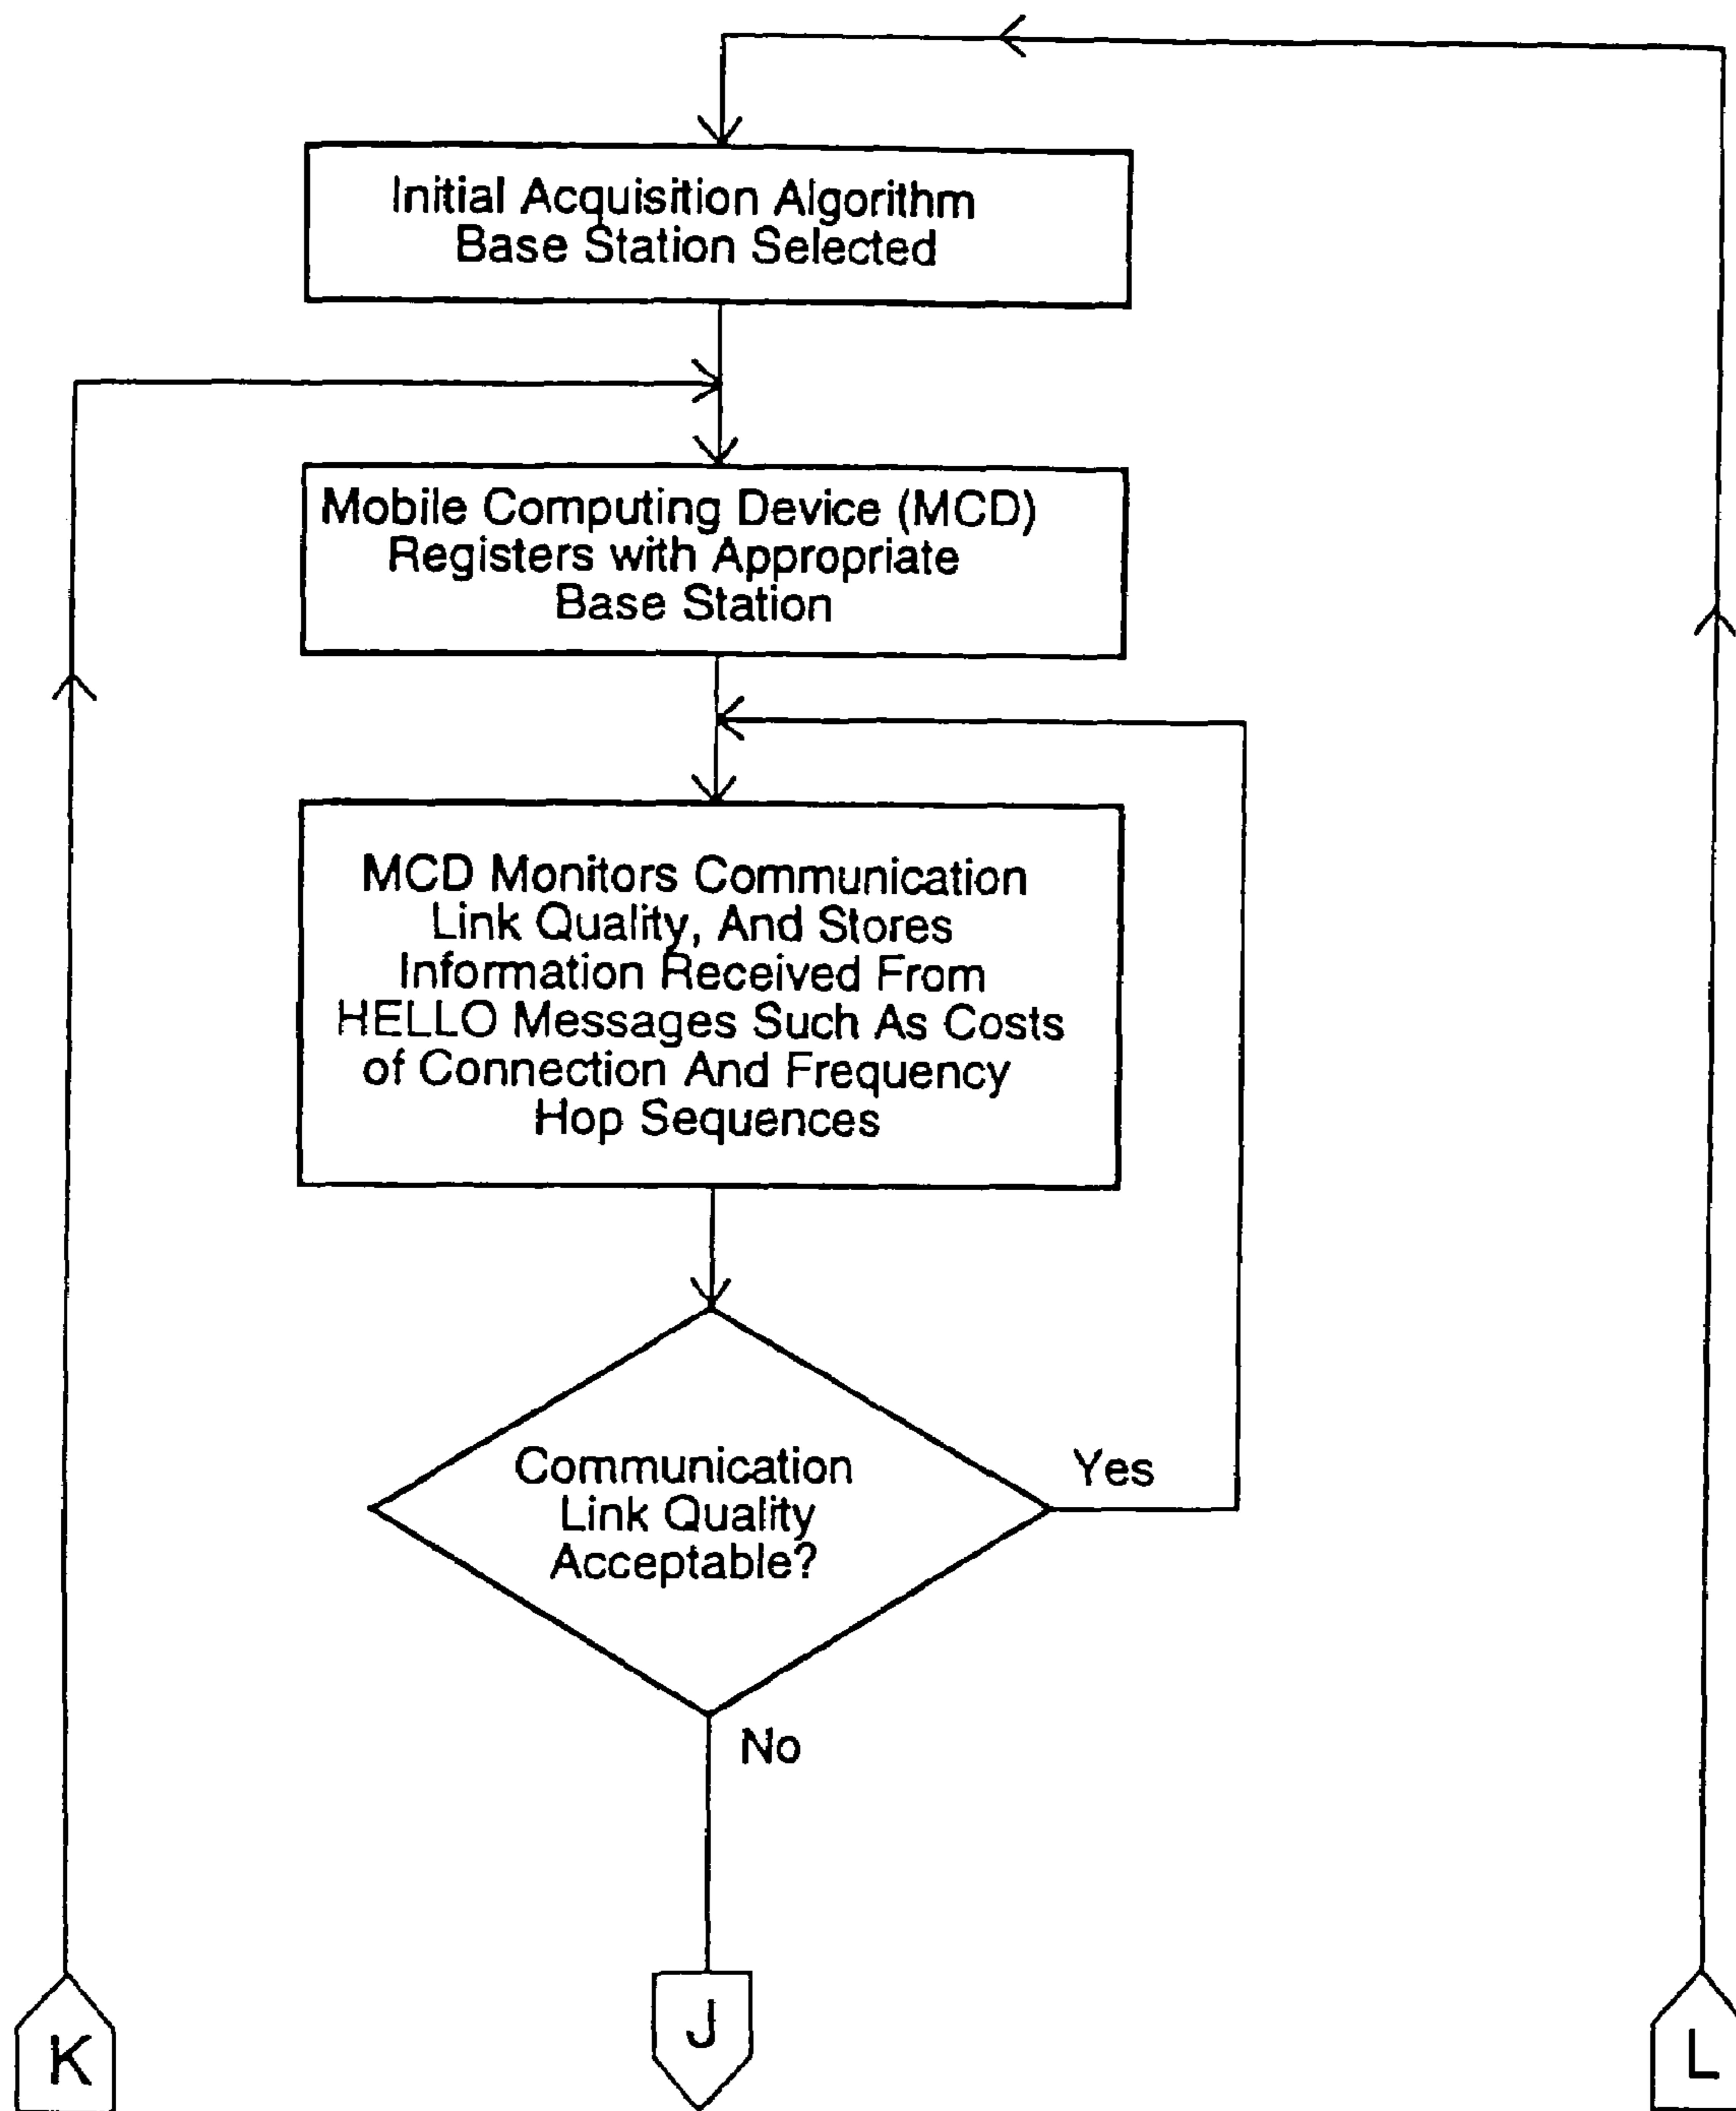 Initial Acquisition Algorithm
Base Station Selected
Mobile Computing Device (MCD)
Registers with Appropriate
Base Station
MCD Monitors Communication
Link Quality, And Stores
Information Received From
HELLO Messages Such As Costs
of Connection And Frequency
Hop Sequences
Communication
Link Quality
Acceptable?
Yes
No
K
J
L